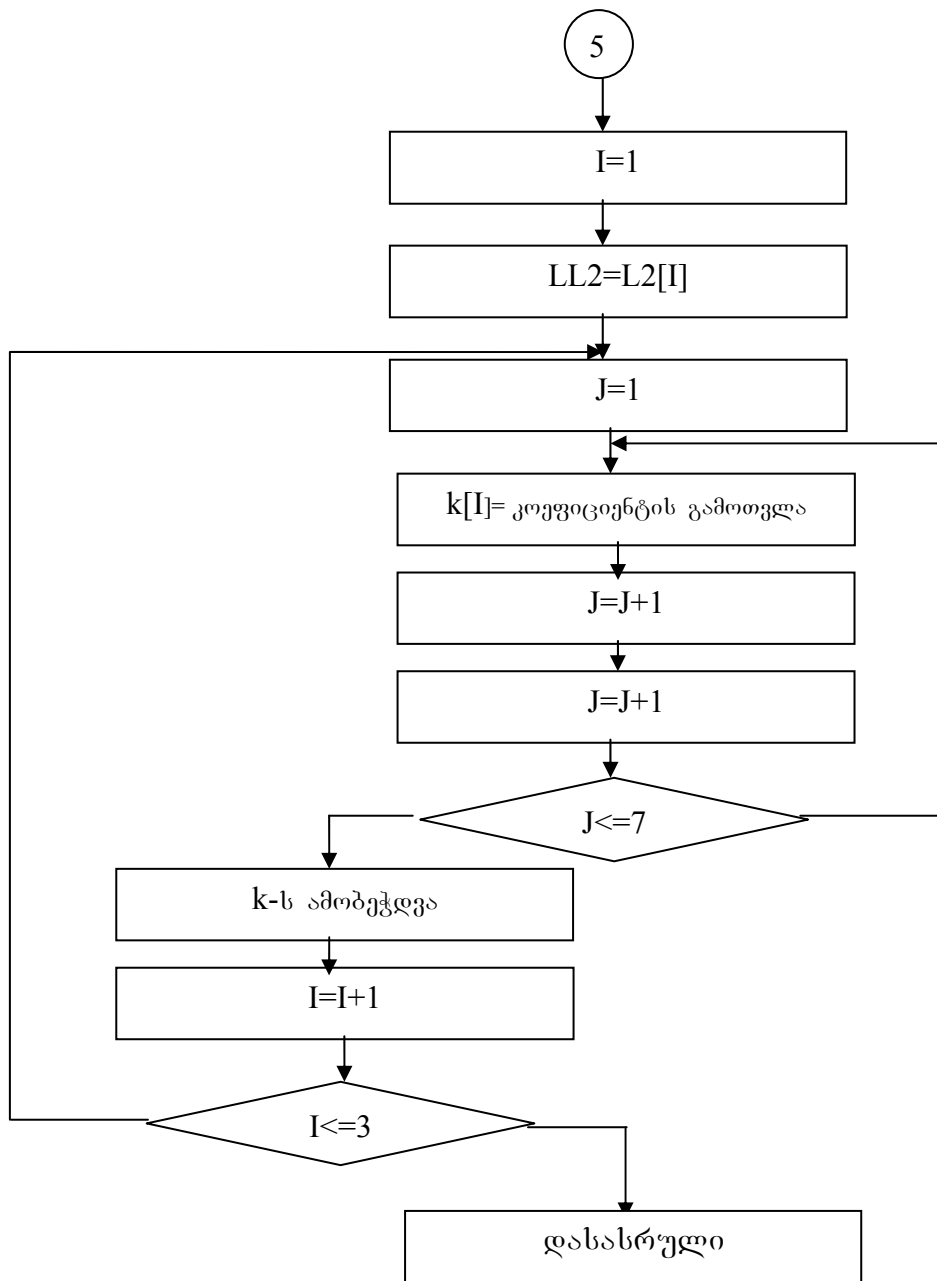 5
I=1
LL2=L2[I]
J=1
k[I]= კოეფიციენტის გამოთვლა
J=J+1
J=J+1
J<=7
k-ს ამობეჭდვა
I=I+1
I<=3
დასასრული